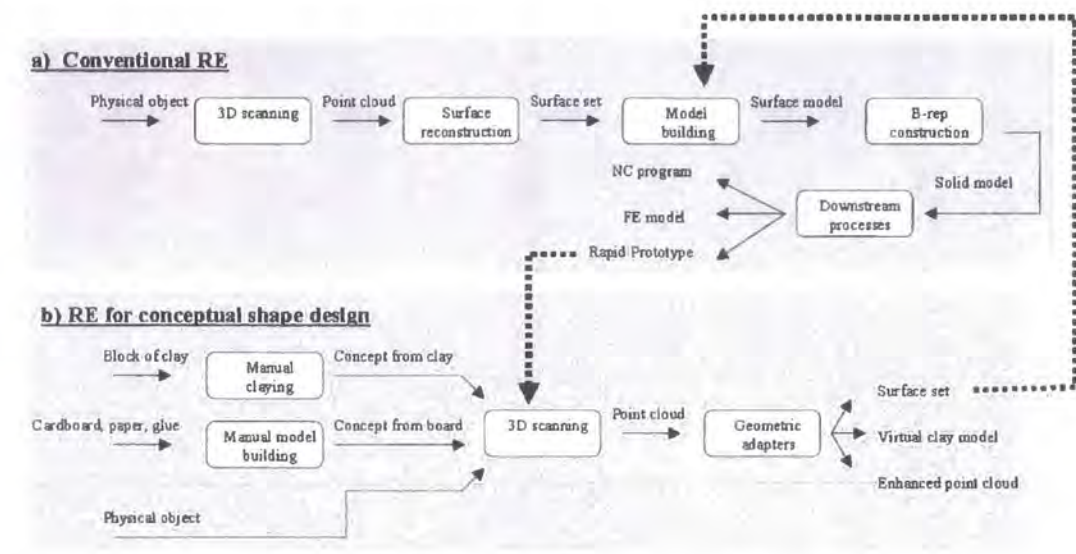 a) Conventional RE
Physical object
3D scanning
Point cloud
Surface
reconstruction
Surface set
Model
building
Surface model
B-rep
construction
Solid model
Downstream
processes
NC program
FE model
Rapid Prototype
b) RE for conceptual shape design
Block of clay
Manual
claying
Concept from clay
Cardboard, paper, glue
Manual model
building
Concept from board
Physical object
3D scanning
Point cloud
Geometric
adapters
Surface set
Virtual clay model
Enhanced point cloud